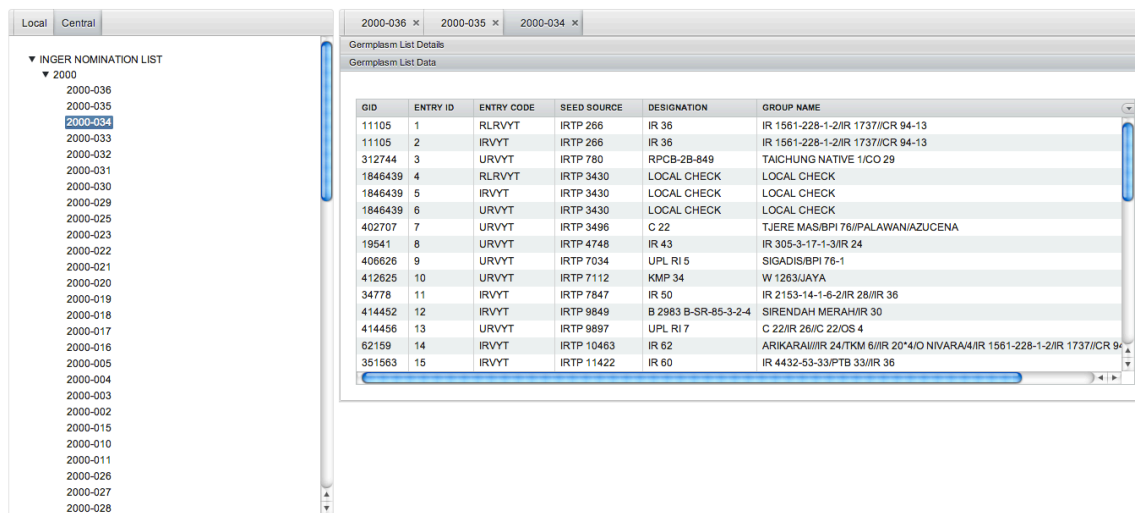 Local Central
INGER NOMINATION LIST
2000
2000-036
2000-035
2000-034
2000-033
2000-032
2000-031
2000-030
2000-029
2000-025
2000-023
2000-022
2000-021
2000-020
2000-019
2000-018
2000-017
2000-016
2000-005
2000-004
2000-003
2000-002
2000-015
2000-010
2000-011
2000-026
2000-027
2000-028
2000-036 × 2000-035 × 2000-034 ×
Germplasm List Details
Germplasm List Data
GID ENTRY ID ENTRY CODE SEED SOURCE DESIGNATION GROUP NAME
11105 1 RLRVYT IRTP 266 IR 36 IR 1561-228-1-2/IR 1737//CR 94-13
11105 2 IRVYT IRTP 266 IR 36 IR 1561-228-1-2/IR 1737//CR 94-13
312744 3 URVYT IRTP 780 RPCB-2B-849 TAICHUNG NATIVE 1/CO 29
1846439 4 RLRVYT IRTP 3430 LOCAL CHECK LOCAL CHECK
1846439 5 IRVYT IRTP 3430 LOCAL CHECK LOCAL CHECK
1846439 6 URVYT IRTP 3430 LOCAL CHECK LOCAL CHECK
402707 7 URVYT IRTP 3496 C 22 TJERE MAS/BPI 76//PALAWAN/AZUCENA
19541 8 URVYT IRTP 4748 IR 43 IR 305-3-17-1-3/IR 24
406626 9 URVYT IRTP 7034 UPL RI 5 SIGADIS/BPI 76-1
412625 10 URVYT IRTP 7112 KMP 34 W 1263/JAYA
34778 11 IRVYT IRTP 7847 IR 50 IR 2153-14-1-6-2/IR 28//IR 36
414452 12 IRVYT IRTP 9849 B 2983 B-SR-85-3-2-4 SIRENDAH MERAH/IR 30
414456 13 URVYT IRTP 9897 UPL RI 7 C 22/IR 26//C 22/OS 4
62159 14 IRVYT IRTP 10463 IR 62 ARIKARAI///IR 24/TKM 6//IR 20*4/O NIVARA/4/IR 1561-228-1-2/IR 1737//CR 94
351563 15 IRVYT IRTP 11422 IR 60 IR 4432-53-33/PTB 33//IR 36